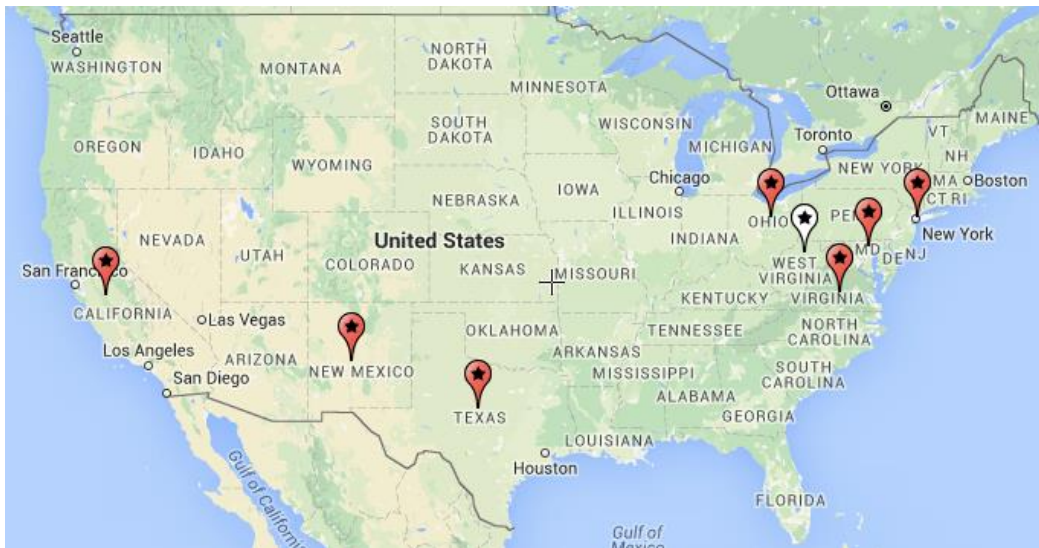 Seattle
WASHINGTON
MONTANA
NORTH
DAKOTA
MINNESOTA
Ottawa
MAINE
OREGON
IDAHO
SOUTH
DAKOTA
WISCONSIN
MICHIGAN
Toronto
VT
NH
WYOMING
NEW YORK
MA
Boston
CT RI
Chicago
IOWA
NEBRASKA
ILLINOIS
INDIANA
OHIO
PE
New York
NEVADA
UTAH
COLORADO
United States
KANSAS
MISSOURI
WEST
VIRGINIA
MD
DE
NJ
San Francisco
CALIFORNIA
KENTUCKY
VIRGINIA
Las Vegas
OKLAHOMA
TENNESSEE
NORTH
CAROLINA
Los Angeles
ARIZONA
NEW MEXICO
ARKANSAS
MISSISSIPPI
SOUTH
CAROLINA
San Diego
TEXAS
ALABAMA
GEORGIA
LOUISIANA
Houston
FLORIDA
Gulf of California
Gulf of
Mexico